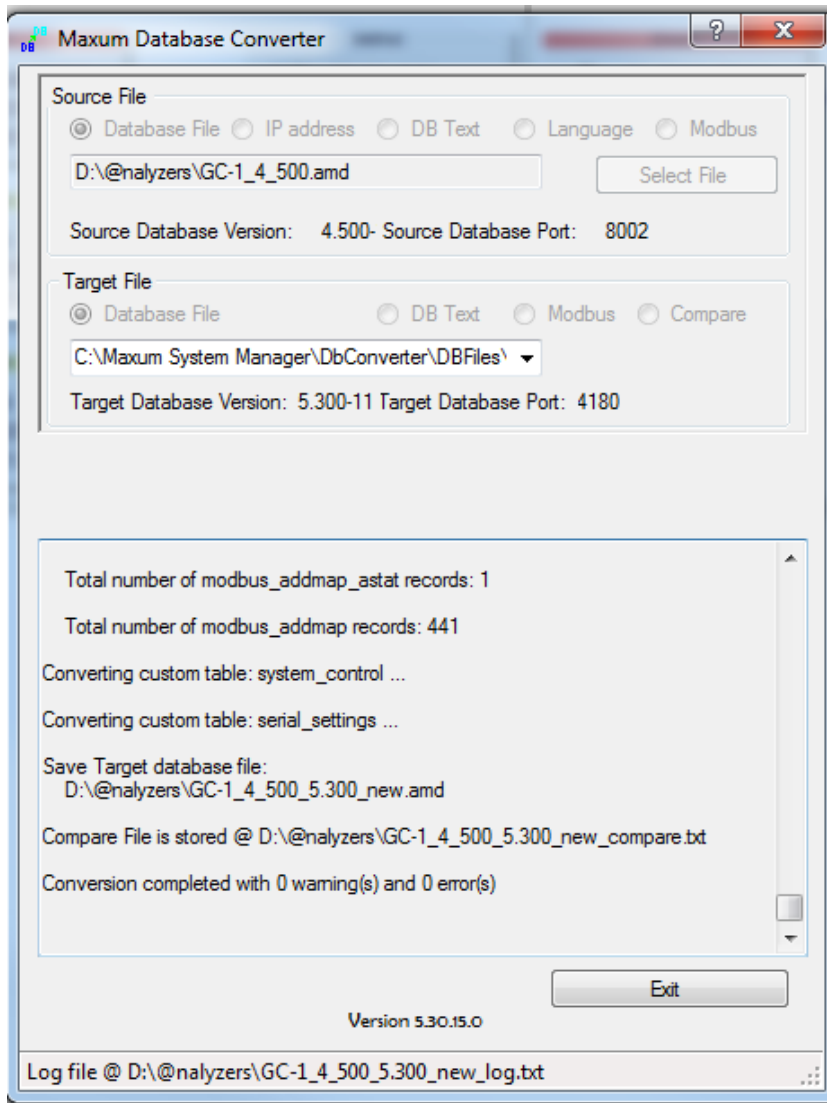 DB
DB
Maxum Database Converter
Source File
Database File IP address DB Text Language Modbus
D:\@nalyzers\GC-1_4_500.amd Select File
Source Database Version: 4.500- Source Database Port: 8002
Target File
Database File DB Text Modbus Compare
C:\Maxum System Manager\DbConverter\DBFiles\
Target Database Version: 5.300-11 Target Database Port: 4180
Total number of modbus_addmap_astat records: 1
Total number of modbus_addmap records: 441
Converting custom table: system_control ...
Converting custom table: serial_settings ...
Save Target database file:
D:\@nalyzers\GC-1_4_500_5.300_new.amd
Compare File is stored @ D:\@nalyzers\GC-1_4_500_5.300_new_compare.txt
Conversion completed with 0 warning(s) and 0 error(s)
Exit
Version 5.30.15.0
Log file @ D:\@nalyzers\GC-1_4_500_5.300_new_log.txt